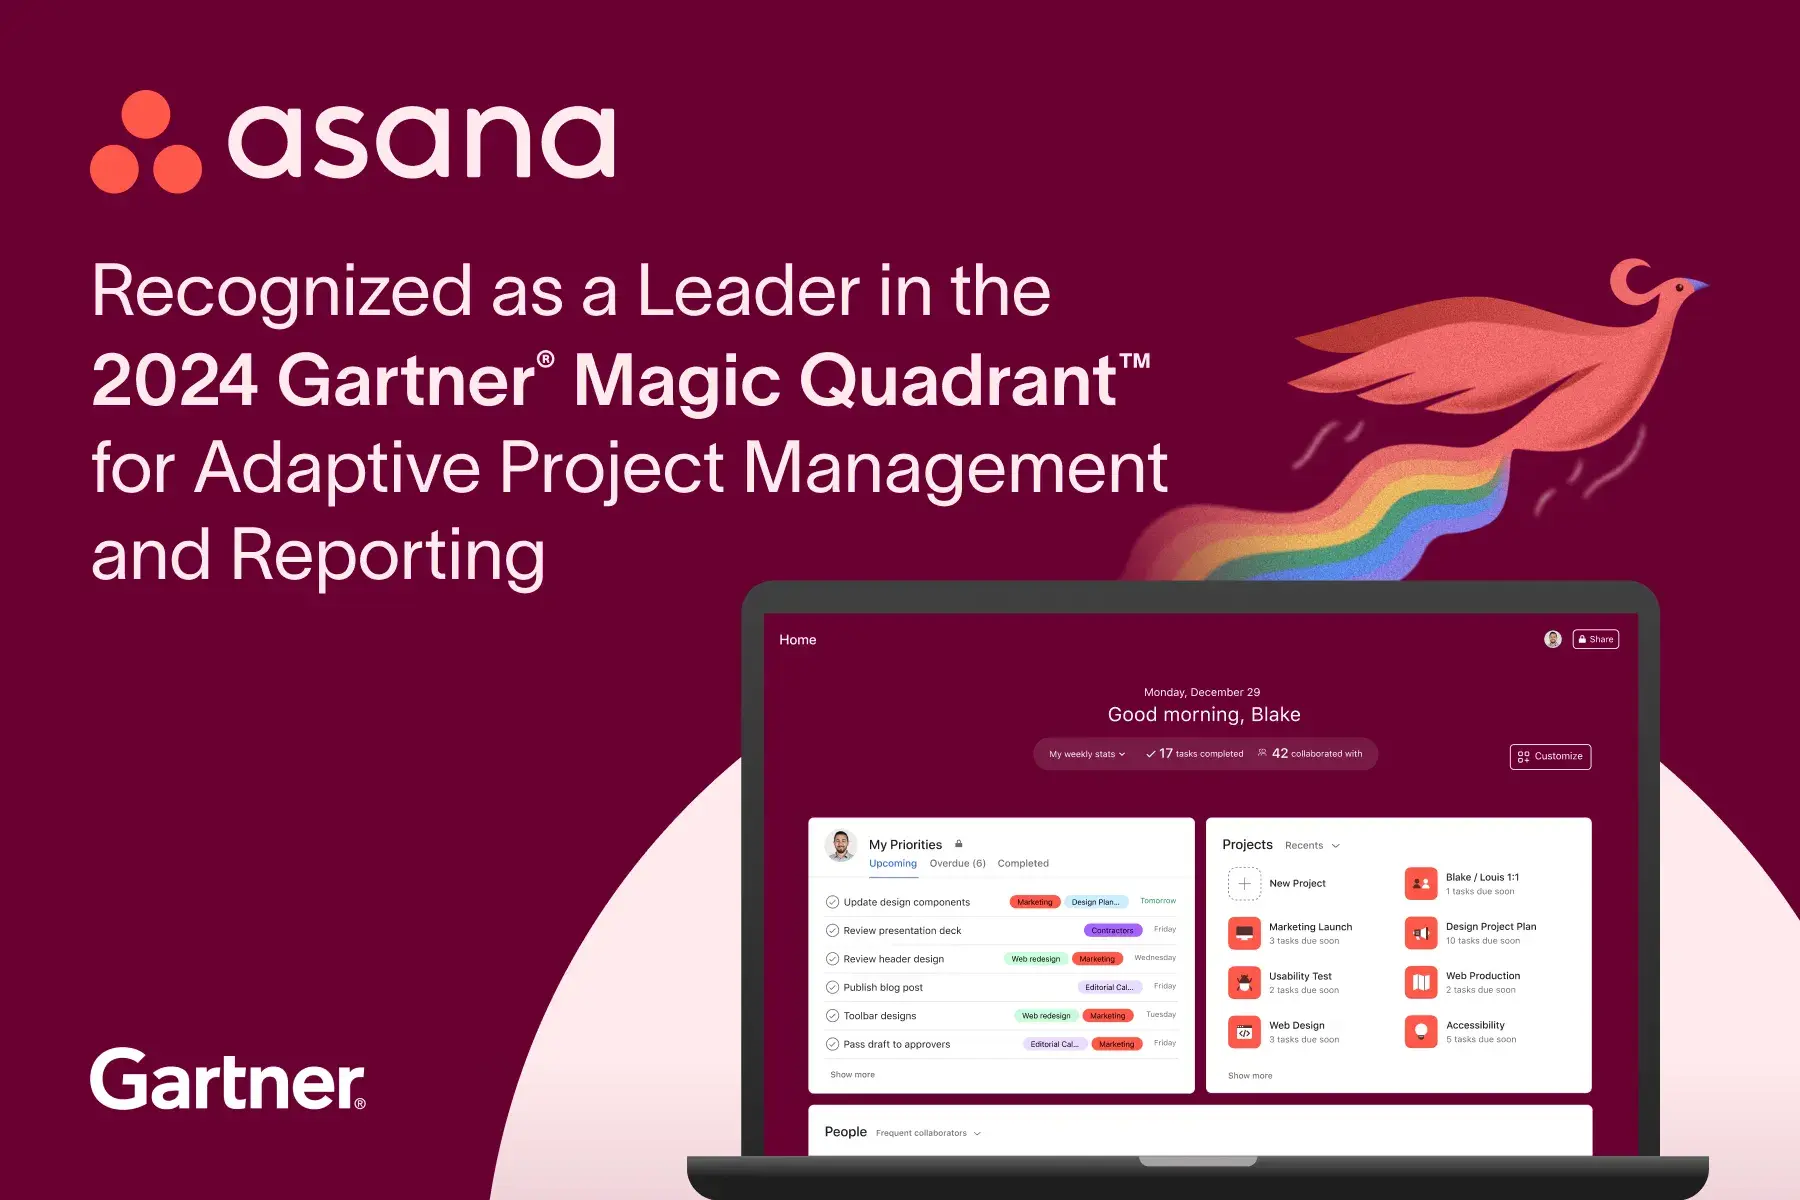 asana
Recognized as a Leader in the
2024 Gartner® Magic Quadrant™
for Adaptive Project Management
and Reporting
Home
Share
Monday, December 29
Good morning, Blake
My weekly stats
17 tasks completed
42 collaborated with
Customize
My Priorities
Upcoming
Overdue (6)
Completed
Update design components
Marketing
Design Plan...
Tomorrow
Review presentation deck
Contractors
Friday
Review header design
Web redesign
Marketing
Wednesday
Publish blog post
Editorial Cal...
Friday
Toolbar designs
Web redesign
Marketing
Tuesday
Pass draft to approvers
Editorial Cal...
Marketing
Friday
Show more
Projects
Recents
New Project
Blake / Louis 1:1
1 tasks due soon
Marketing Launch
3 tasks due soon
Design Project Plan
10 tasks due soon
Usability Test
2 tasks due soon
Web Production
2 tasks due soon
Web Design
3 tasks due soon
Accessibility
5 tasks due soon
Show more
People
Frequent collaborators
Gartner®